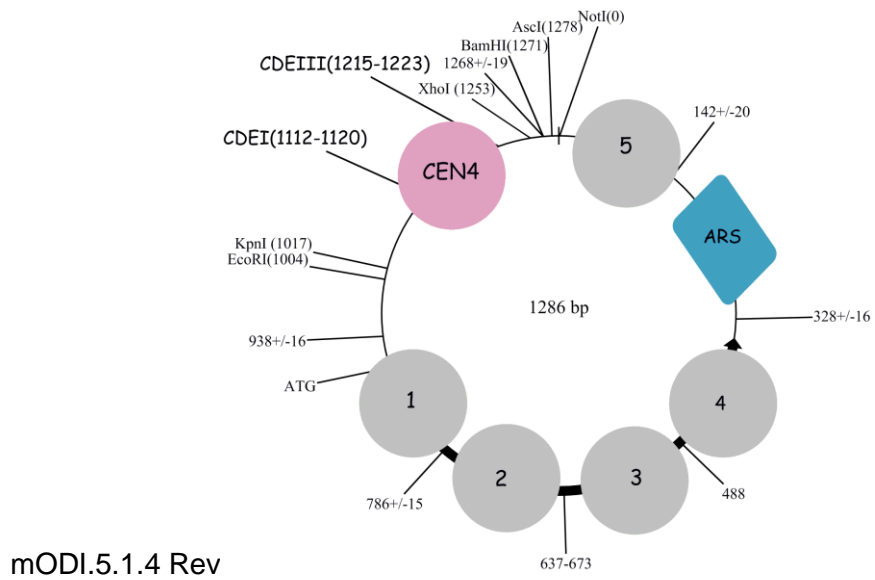 NotI(0)
AscI(1278)
BamHI(1271)
1268+/-19
XhoI (1253)
CDEIII(1215-1223)
CDEI(1112-1120)
CEN4
5
142+/-20
ARS
KpnI (1017)
EcoRI(1004)
1286 bp
328+/-16
938+/-16
ATG
1
4
2
3
786+/-15
488
637-673
mODI.5.1.4 Rev